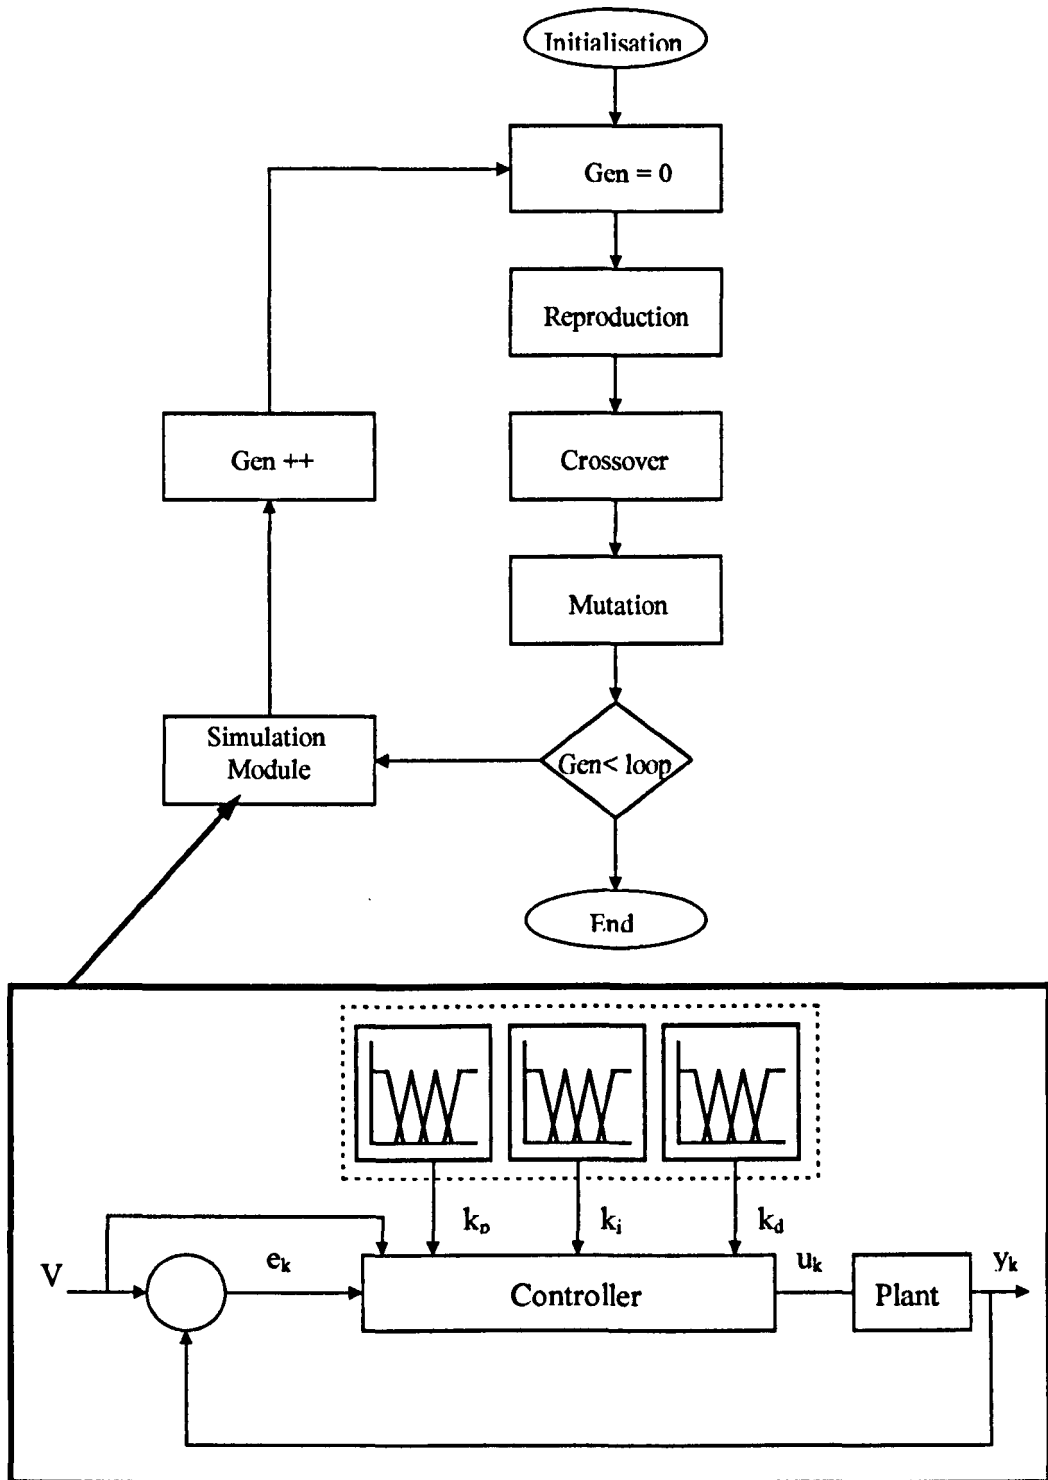 Initialisation
Gen = 0
Reproduction
Gen ++
Crossover
Mutation
Simulation
Module
Gen< loop
End
kp
ki
kd
V
ek
Controller
uk
Plant
yk